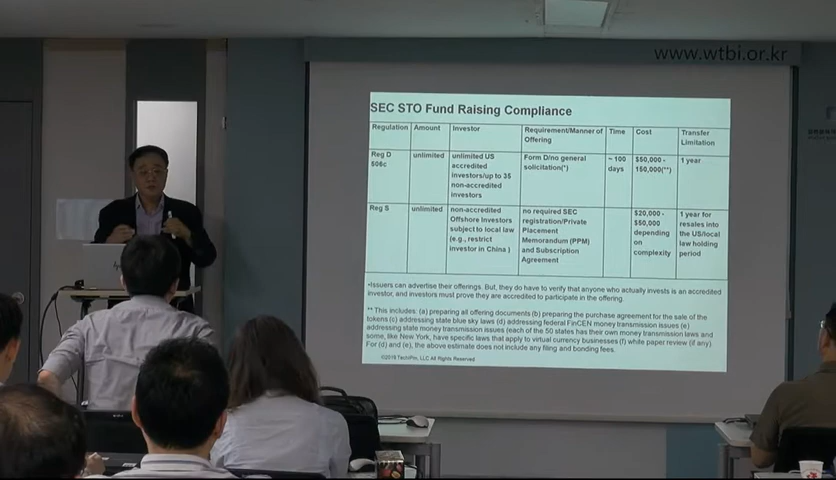 www.wtbi.or.kr
SEC STO Fund Raising Compliance
Regulation Amount Investor Requirement/Manner of Offering Time Cost Transfer Limitation
Reg D 506c unlimited unlimited US accredited investors/up to 35 non-accredited investors Form D/no general solicitation(*) ~100 days $50,000 - 150,000(**) 1 year
Reg S unlimited non-accredited Offshore Investors subject to local law (e.g., restrict investor in China ) no required SEC registration/Private Placement Memorandum (PPM) and Subscription Agreement $20,000 - $50,000 depending on complexity 1 year for resales into the US/local law holding period
•Issuers can advertise their offerings. But, they do have to verify that anyone who actually invests is an accredited
investor, and investors must prove they are accredited to participate in the offering.
** This includes: (a) preparing all offering documents (b) preparing the purchase agreement for the sale of the
tokens (c) addressing state blue sky laws (d) addressing federal FinCEN money transmission issues (e)
addressing state money transmission issues (each of the 50 states has their own money transmission laws and
some, like New York, have specific laws that apply to virtual currency businesses (f) white paper review (if any)
For (d) and (e), the above estimate does not include any filing and bonding fees.
©2019 TechiPm, LLC All Rights Reserved